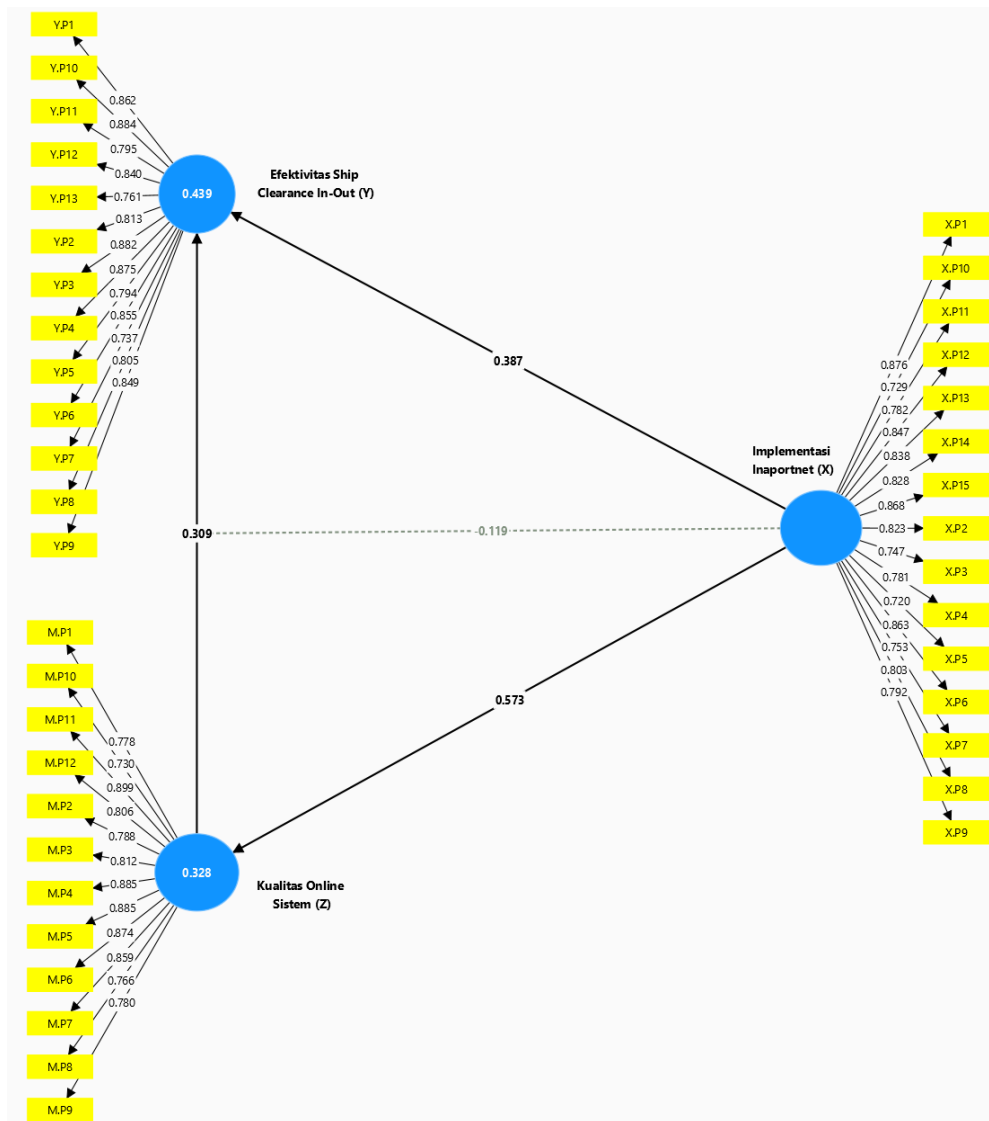 Y.P1
Y.P10
Y.P11
Y.P12
Y.P13
Y.P2
Y.P3
Y.P4
Y.P5
Y.P6
Y.P7
Y.P8
Y.P9
0.862
0.884
0.795
0.840
0.761
0.813
0.882
0.875
0.794
0.855
0.737
0.805
0.849
0.439
Efektivitas Ship
Clearance In-Out (Y)
0.387
0.309
-0.119
0.573
Implementasi
Inaportnet (X)
0.876
0.729
0.782
0.847
0.838
0.828
0.868
0.823
0.747
0.781
0.720
0.863
0.753
0.803
0.792
X.P1
X.P10
X.P11
X.P12
X.P13
X.P14
X.P15
X.P2
X.P3
X.P4
X.P5
X.P6
X.P7
X.P8
X.P9
M.P1
M.P10
M.P11
M.P12
M.P2
M.P3
M.P4
M.P5
M.P6
M.P7
M.P8
M.P9
0.778
0.730
0.899
0.806
0.788
0.812
0.885
0.885
0.874
0.859
0.766
0.780
0.328
Kualitas Online
Sistem (Z)